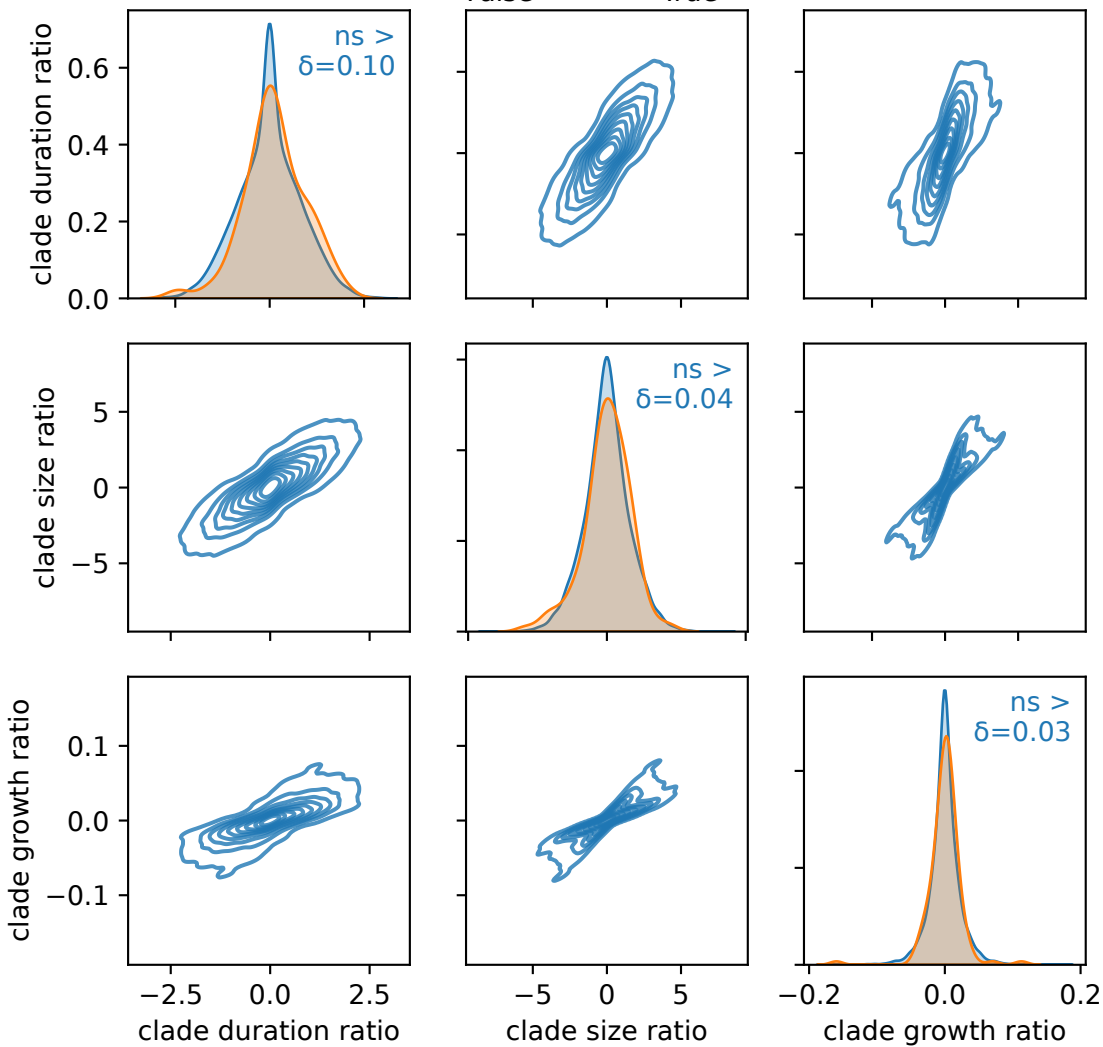 clade duration ratio
0.6
0.4
0.2
0.0
ns >
δ=0.10
clade size ratio
5
0
−5
ns >
δ=0.04
clade growth ratio
0.1
0.0
−0.1
ns >
δ=0.03
−2.5 0.0 2.5
−5 0 5
−0.2 0.0 0.2
clade duration ratio
clade size ratio
clade growth ratio